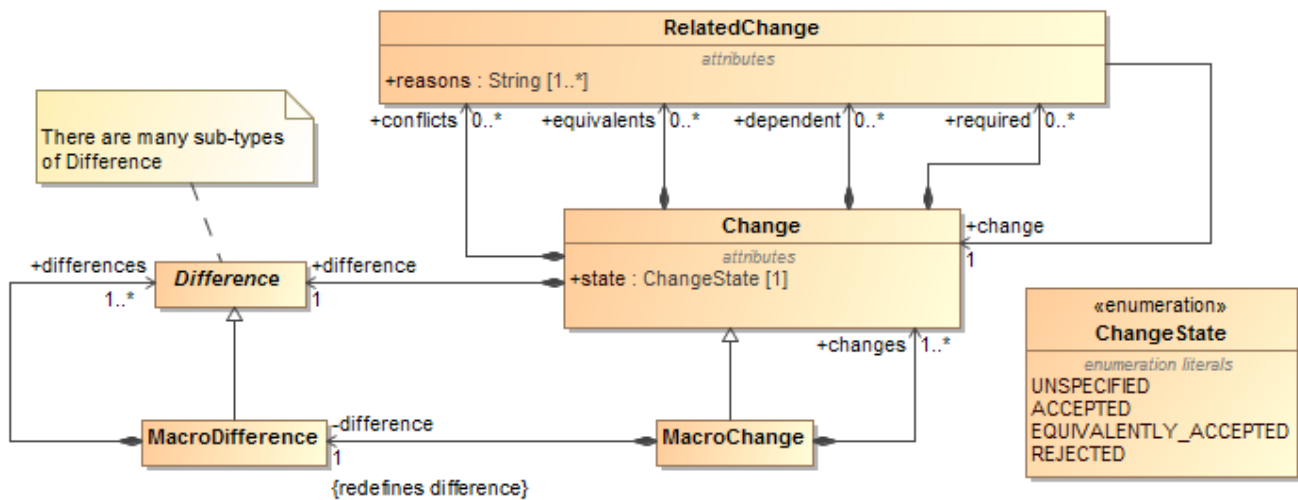 RelatedChange
attributes
+reasons : String [1..*]
+conflicts 0..* +equivalents 0..* +dependent 0..* +required 0..*
There are many sub-types
of Difference
Change
attributes
+state : ChangeState [1]
+change
1
+differences
1..*
Difference
+difference
1
+changes 1..*
«enumeration»
ChangeState
enumeration literals
UNSPECIFIED
ACCEPTED
EQUIVALENTLY_ACCEPTED
REJECTED
MacroDifference
-difference
1
{redefines difference}
MacroChange